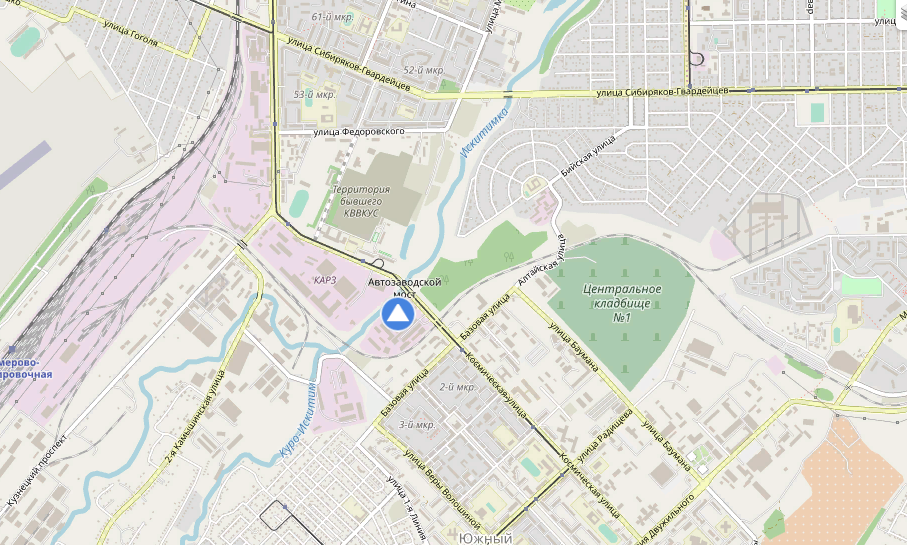 61-й мкр.
улица Гоголя
улица Сибиряков-Гвардейцев
52-й мкр.
53-й мкр.
улица Сибиряков-Гвардейцев
улица Федоровского
Искитимка
Бийская улица
Территория
бывшего
КВВКУС
Алтайская улица
КАРЗ
Автозаводской
мост
Центральное
кладбище
№1
Базовая улица
улица Баумана
Космическая улица
2-й мкр.
Базовая улица
3-й мкр.
2-я Камышинская улица
Куро-Искитим
Кузнецкий проспект
улица Радищева
улица Баумана
улица Веры Волошиной
Космическая улица
улица 1-я Линия
Южный